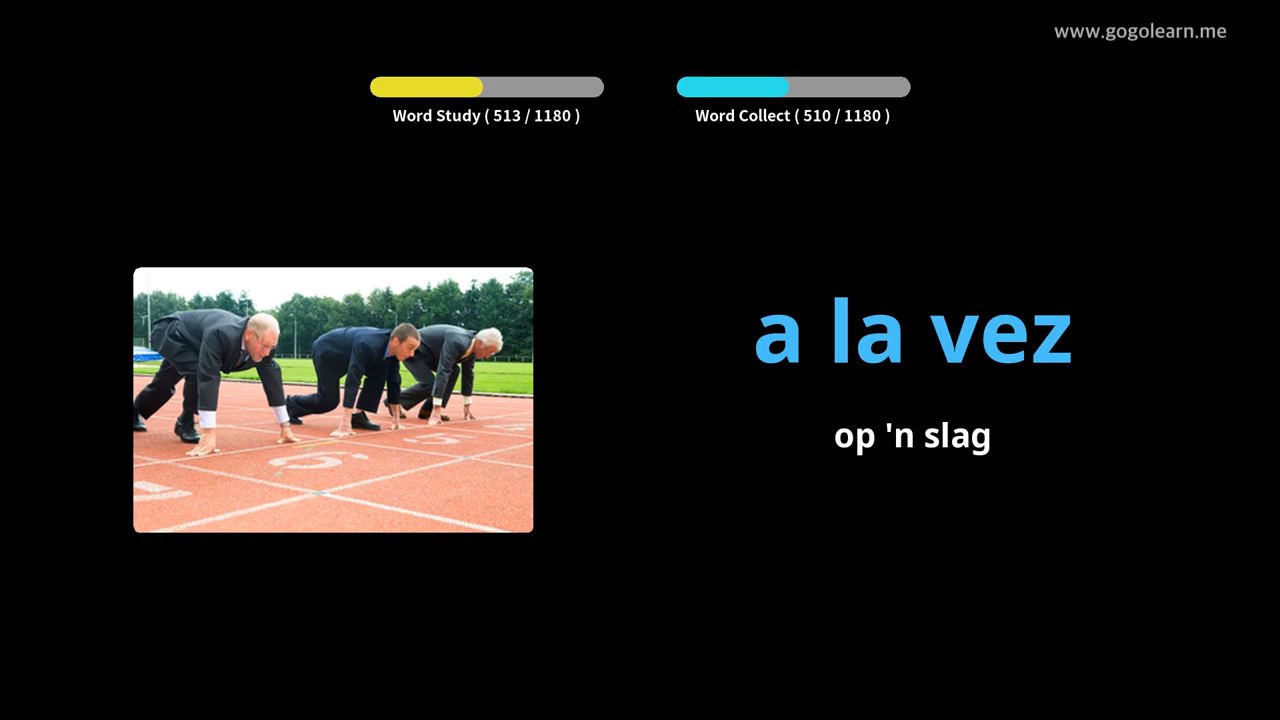 www.gogolearn.me
Word Study ( 513 / 1180 )
Word Collect ( 510 / 1180 )
a la vez
op 'n slag